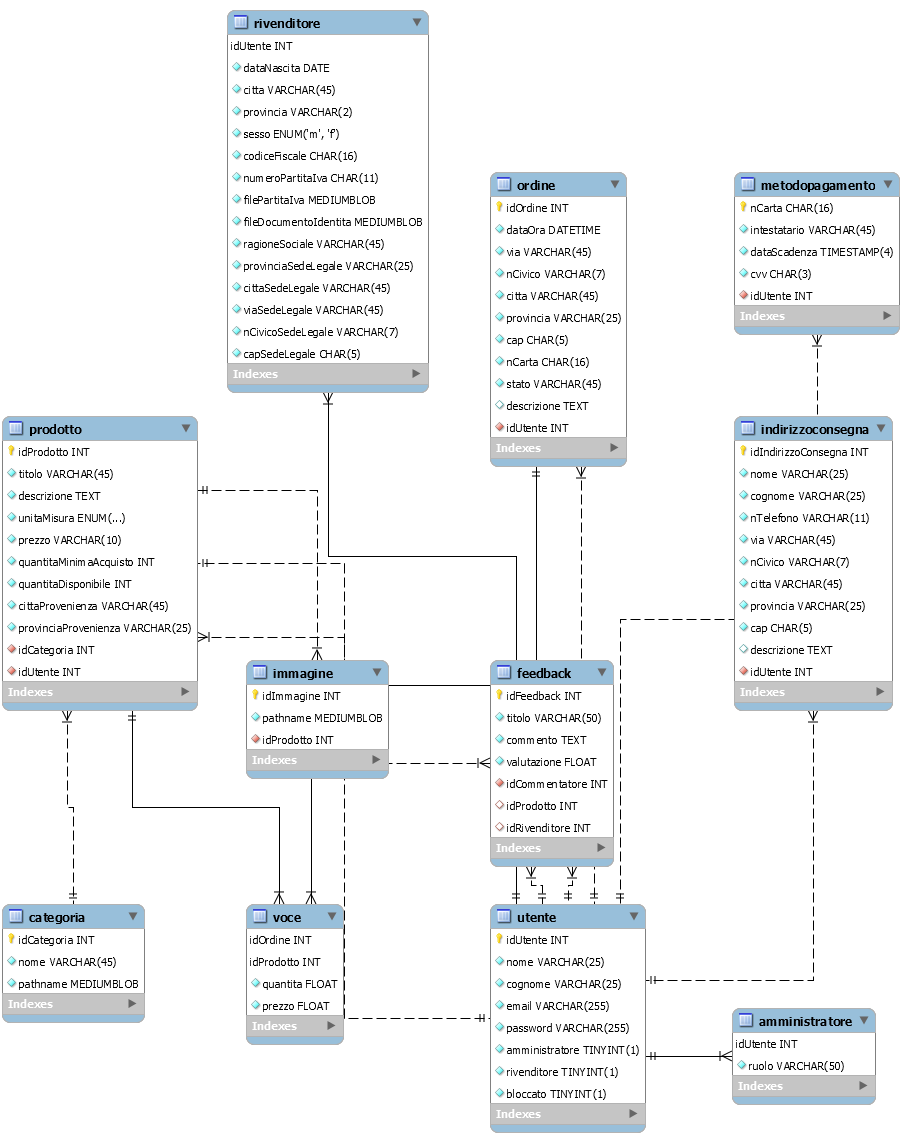 rivenditore
idUtente INT
dataNascita DATE
citta VARCHAR(45)
provincia VARCHAR(2)
sesso ENUM('m', 'f')
codiceFiscale CHAR(16)
numeroPartitaIva CHAR(11)
filePartitaIva MEDIUMBLOB
fileDocumentoIdentita MEDIUMBLOB
ragioneSociale VARCHAR(45)
provinciaSedeLegale VARCHAR(25)
cittaSedeLegale VARCHAR(45)
viaSedeLegale VARCHAR(45)
nCivicoSedeLegale VARCHAR(7)
capSedeLegale CHAR(5)
Indexes
ordine
idOrdine INT
dataOra DATETIME
via VARCHAR(45)
nCivico VARCHAR(7)
citta VARCHAR(45)
provincia VARCHAR(25)
cap CHAR(5)
nCarta CHAR(16)
stato VARCHAR(45)
descrizione TEXT
idUtente INT
Indexes
metodopagamento
nCarta CHAR(16)
intestatario VARCHAR(45)
dataScadenza TIMESTAMP(4)
cvv CHAR(3)
idUtente INT
Indexes
prodotto
idProdotto INT
titolo VARCHAR(45)
descrizione TEXT
unitaMisura ENUM(...)
prezzo VARCHAR(10)
quantitaMinimaAcquisto INT
quantitaDisponibile INT
cittaProvenienza VARCHAR(45)
provinciaProvenienza VARCHAR(25)
idCategoria INT
idUtente INT
Indexes
indirizzoconsegna
idIndirizzoConsegna INT
nome VARCHAR(25)
cognome VARCHAR(25)
nTelefono VARCHAR(11)
via VARCHAR(45)
nCivico VARCHAR(7)
citta VARCHAR(45)
provincia VARCHAR(25)
cap CHAR(5)
descrizione TEXT
idUtente INT
Indexes
immagine
idImmagine INT
pathname MEDIUMBLOB
idProdotto INT
Indexes
feedback
idFeedback INT
titolo VARCHAR(50)
commento TEXT
valutazione FLOAT
idCommentatore INT
idProdotto INT
idRivenditore INT
Indexes
categoria
idCategoria INT
nome VARCHAR(45)
pathname MEDIUMBLOB
Indexes
voce
idOrdine INT
idProdotto INT
quantita FLOAT
prezzo FLOAT
Indexes
utente
idUtente INT
nome VARCHAR(25)
cognome VARCHAR(25)
email VARCHAR(255)
password VARCHAR(255)
amministratore TINYINT(1)
rivenditore TINYINT(1)
bloccato TINYINT(1)
Indexes
amministratore
idUtente INT
ruolo VARCHAR(50)
Indexes